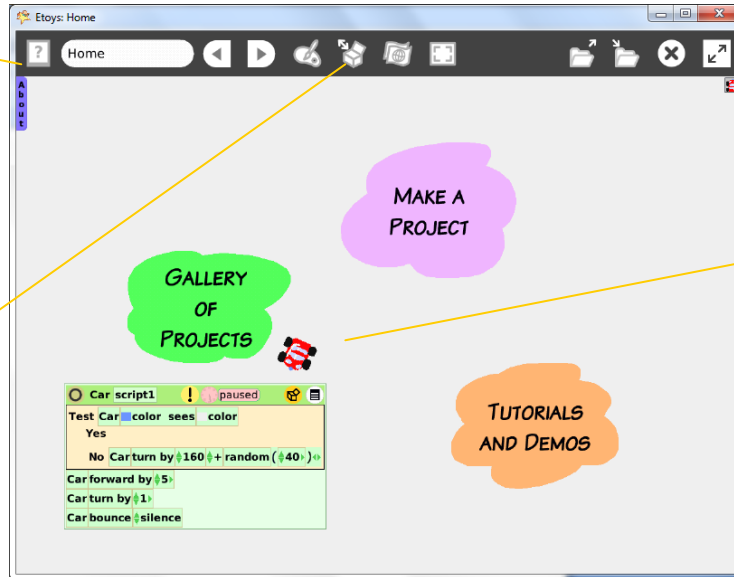 Etoys: Home
?
Home
About
MAKE A
PROJECT
GALLERY
OF
PROJECTS
Car script1 ! paused
Test Car color sees color
Yes
No Car turn by 160 + random ( 40 )
Car forward by 5
Car turn by 1
Car bounce silence
TUTORIALS
AND DEMOS